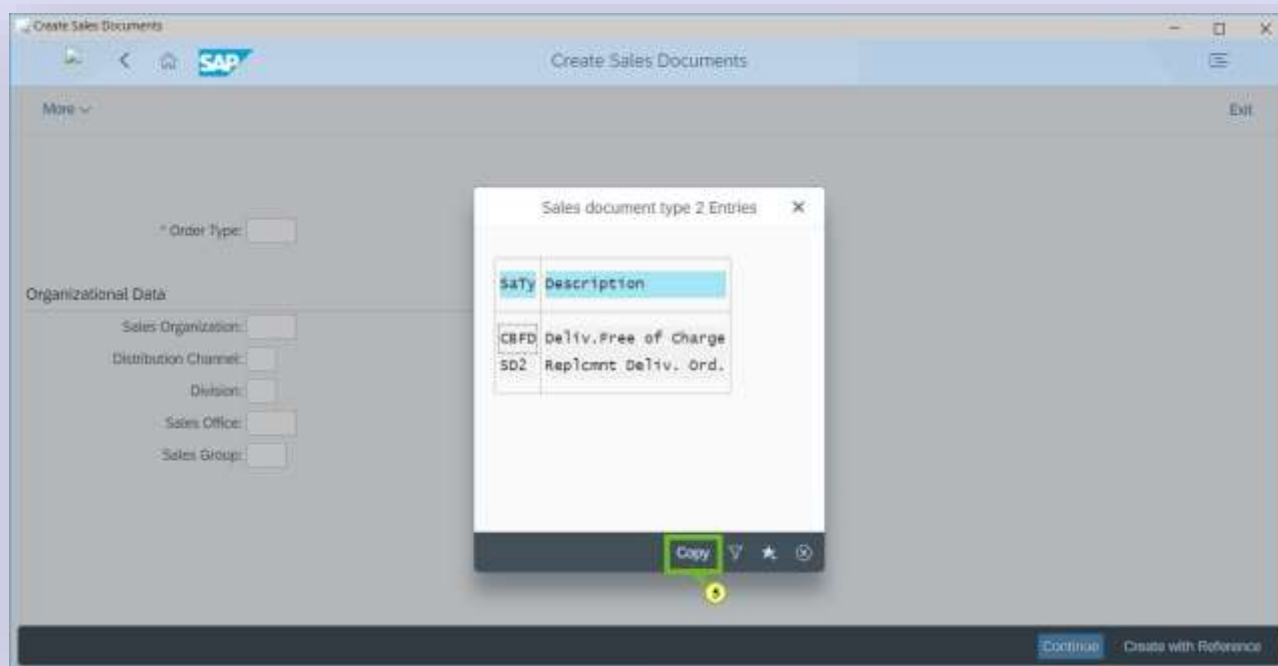 Create Sales Documents
SAP
Create Sales Documents
More
Exit
* Order Type:
Organizational Data
Sales Organization:
Distribution Channel:
Division:
Sales Office:
Sales Group:
Sales document type 2 Entries
SaTy Description
CBFD Deliv.Free of Charge
SD2 Replcmnt Deliv. Ord.
Copy
Continue Create with Reference